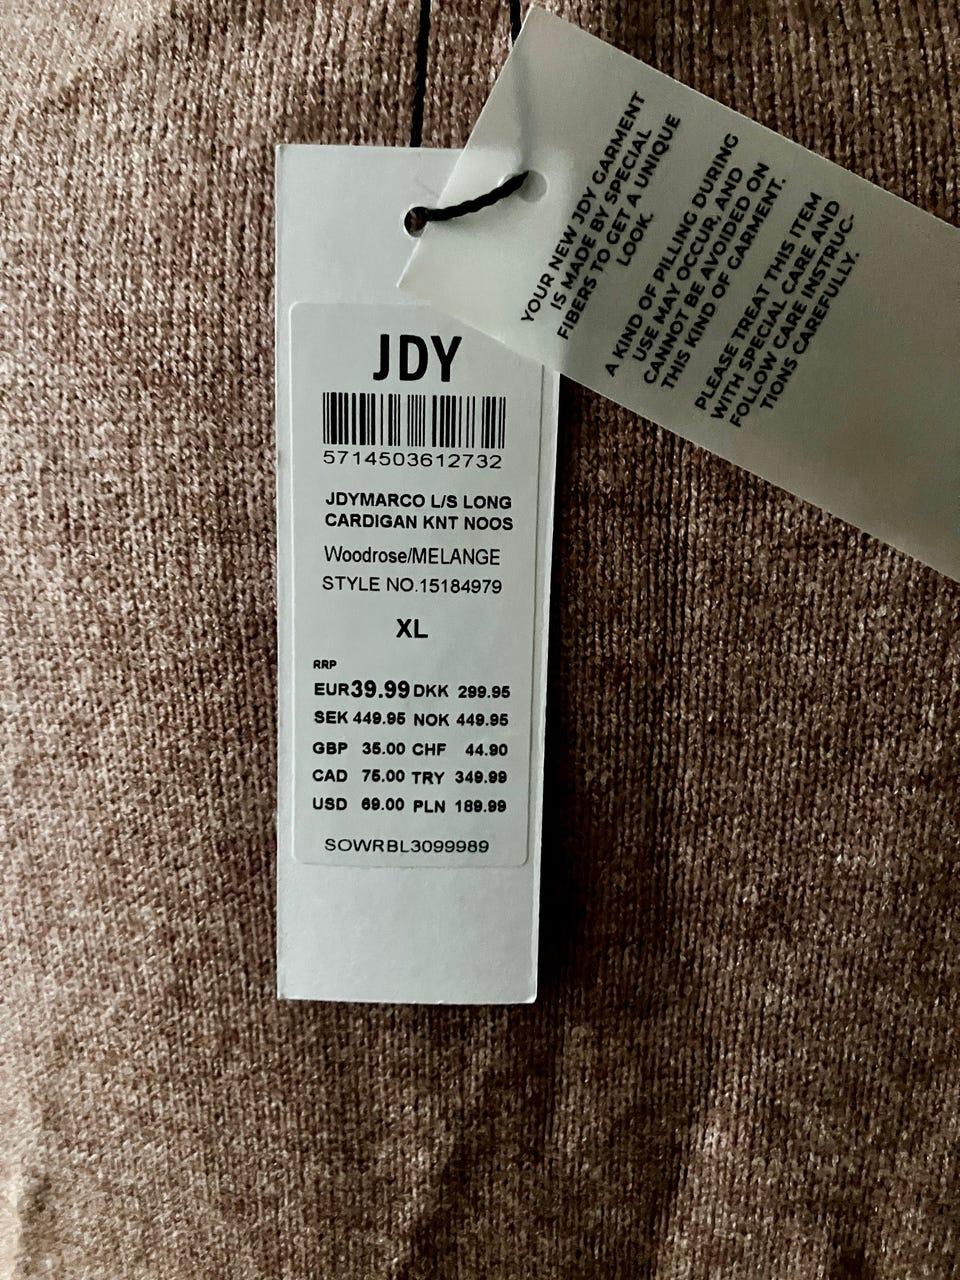 JDY
5714503612732
JDYMARCO L/S LONG
CARDIGAN KNT NOOS
Woodrose/MELANGE
STYLE NO.15184979
XL
RRP
EUR 39.99 DKK 299.95
SEK 449.95 NOK 449.95
GBP 35.00 CHF 44.90
CAD 75.00 TRY 349.99
USD 69.00 PLN 189.99
SOWRBL3099989
YOUR NEW JDY GARMENT
IS MADE BY SPECIAL
FIBERS TO GET A UNIQUE
LOOK.
A KIND OF PILLING DURING
USE MAY OCCUR, AND
CANNOT BE AVOIDED ON
THIS KIND OF GARMENT.
PLEASE TREAT THIS ITEM
WITH SPECIAL CARE AND
FOLLOW CARE INSTRUC-
TIONS CAREFULLY.